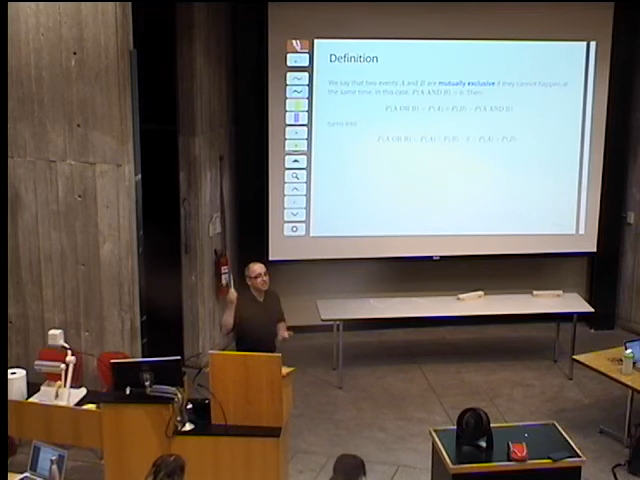 Definition
We say that two events A and B are mutually exclusive if they cannot happen at
the same time. In this case, P(A AND B) = 0. Then
P(A OR B) = P(A) + P(B) − P(A AND B)
turns into
P(A OR B) = P(A) + P(B) − 0 = P(A) + P(B).